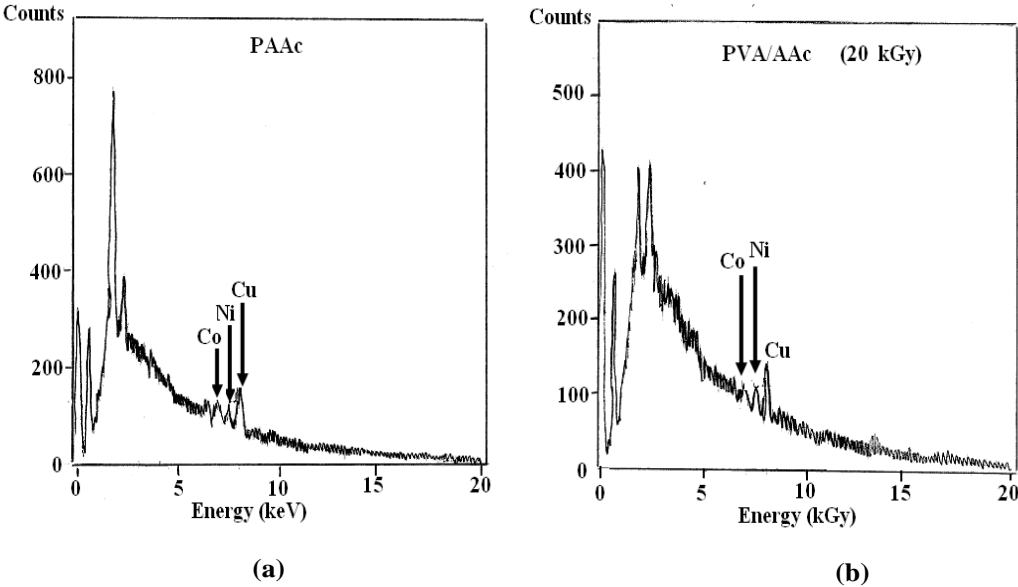 Counts
PAAc
800
600
400
200
0
Co
Ni
Cu
0 5 10 15 20
Energy (keV)
(a)
Counts
PVA/AAc (20 kGy)
500
400
300
200
100
0
Co
Ni
Cu
0 5 10 15 20
Energy (kGy)
(b)